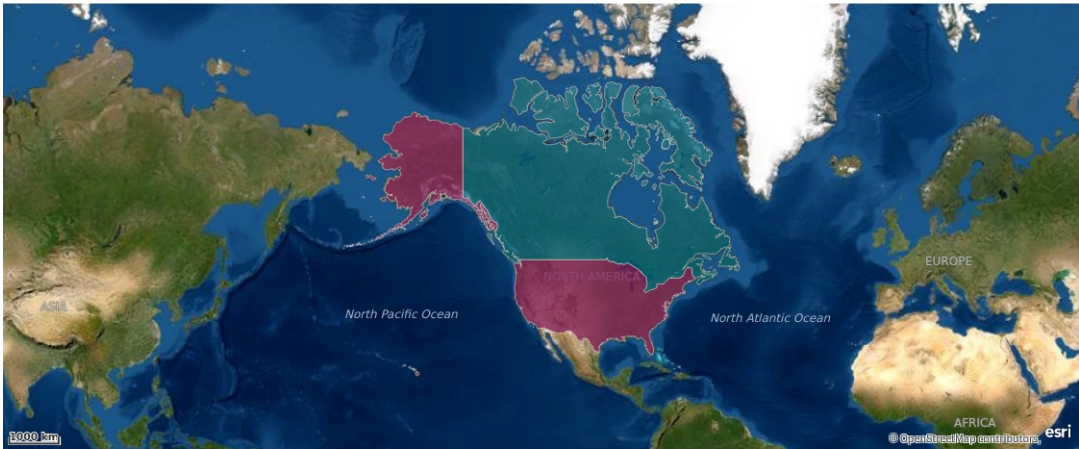 NORTH AMERICA
EUROPE
ASIA
North Pacific Ocean
North Atlantic Ocean
AFRICA
1000 km
© OpenStreetMap contributors,
esri